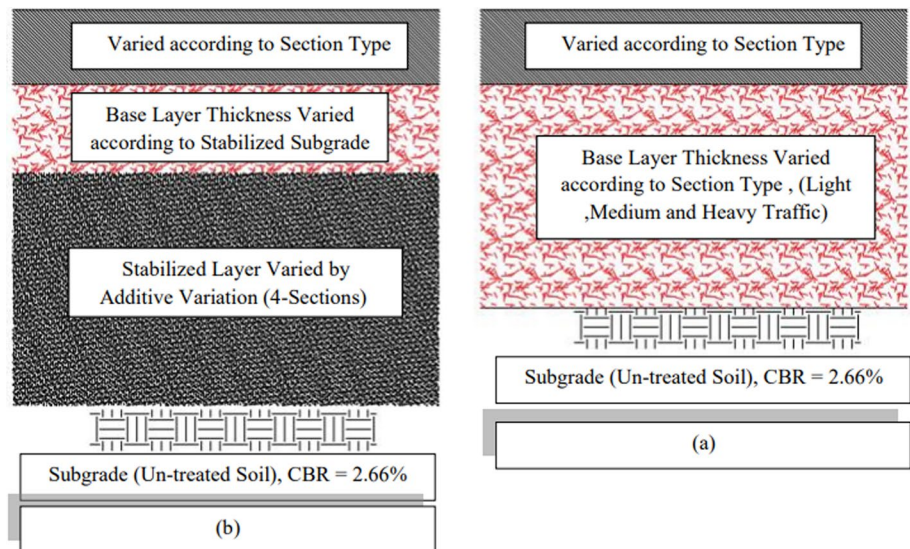 Varied according to Section Type
Base Layer Thickness Varied
according to Stabilized Subgrade
Stabilized Layer Varied by
Additive Variation (4-Sections)
Subgrade (Un-treated Soil), CBR = 2.66%
(b)
Varied according to Section Type
Base Layer Thickness Varied
according to Section Type , (Light
,Medium and Heavy Traffic)
Subgrade (Un-treated Soil), CBR = 2.66%
(a)